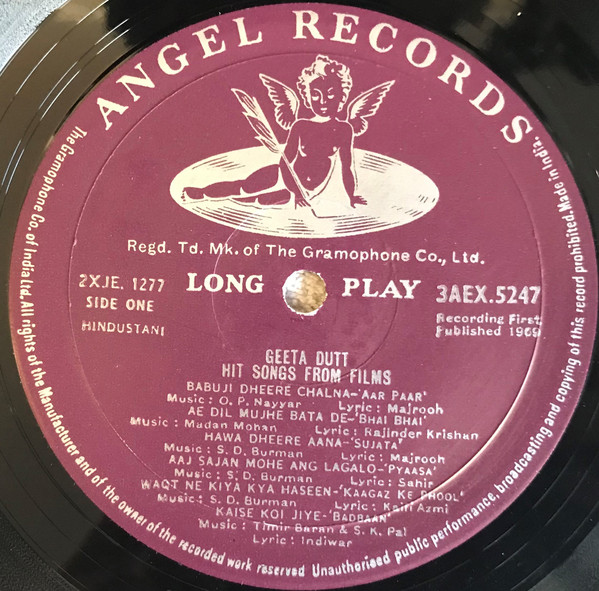 ANGEL RECORDS
Regd. Td. Mk. of The Gramophone Co., Ltd.
2XJE. 1277
SIDE ONE
HINDUSTANI
LONG PLAY
3AEX.5247
Recording First
Published 1969
GEETA DUTT
HIT SONGS FROM FILMS
BABUJI DHEERE CHALNA-'AAR PAAR'
Music : O. P. Nayyar Lyric : Majrooh
AE DIL MUJHE BATA DE-'BHAI BHAI'
Music : Madan Mohan Lyric : Rajinder Krishan
HAWA DHEERE AANA-'SUJATA'
Music : S. D. Burman Lyric : Majrooh
AAJ SAJAN MOHE ANG LAGALO-'PYAASA'
Music : S. D. Burman Lyric : Sahir
WAQT NE KIYA KYA HASEEN-'KAAGAZ KE PHOOL'
Music : S. D. Burman Lyric : Kaifi Azmi
KAISE KOI JIYE-'BADBAAN'
Music : Timir Baran & S. K. Pal
Lyric : Indiwar
The Gramophone Co. of India Ltd. All rights of the Manufacturer and of the owner of the recorded work reserved Unauthorised public performance, broadcasting and copying of this record prohibited. Made in India.